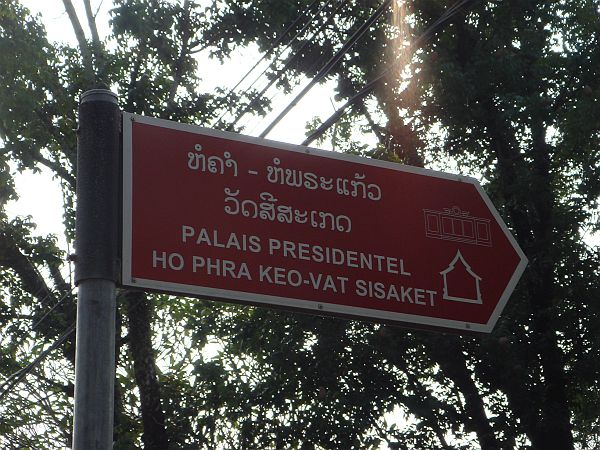 ຫໍຄຳ - ຫໍພຣະແກ້ວ
ວັດສີສະເກດ
PALAIS PRESIDENTEL
HO PHRA KEO-VAT SISAKET